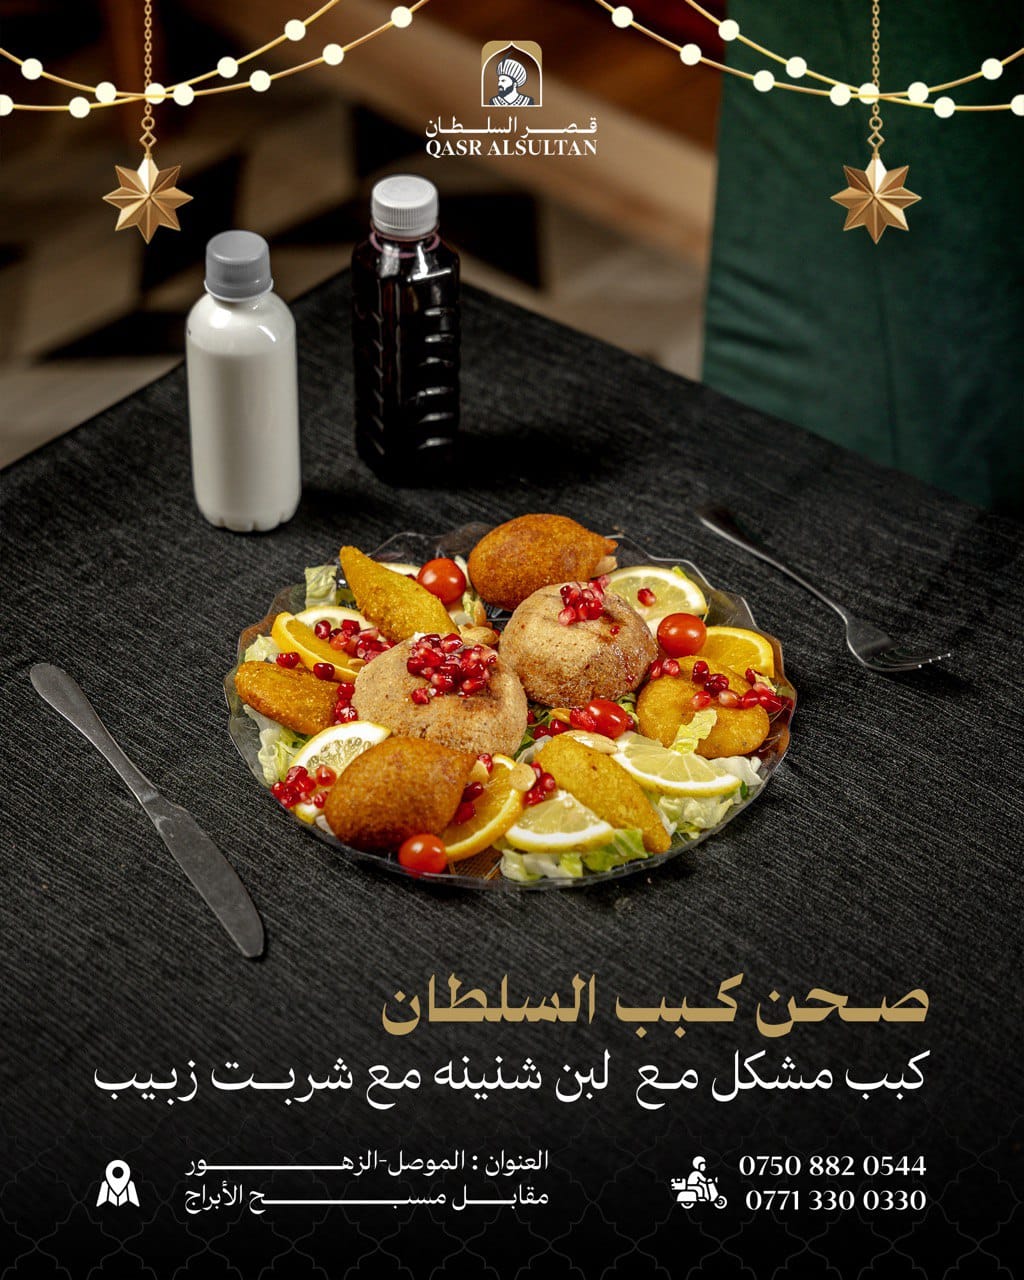 قصر السلطان
QASR ALSULTAN
صحن كبب السلطان
كبب مشكل مع لبن شنينه مع شربت زبيب
0750 882 0544
0771 330 0330
العنوان : الموصل-الزهور
مقابل مسبح الأبراج